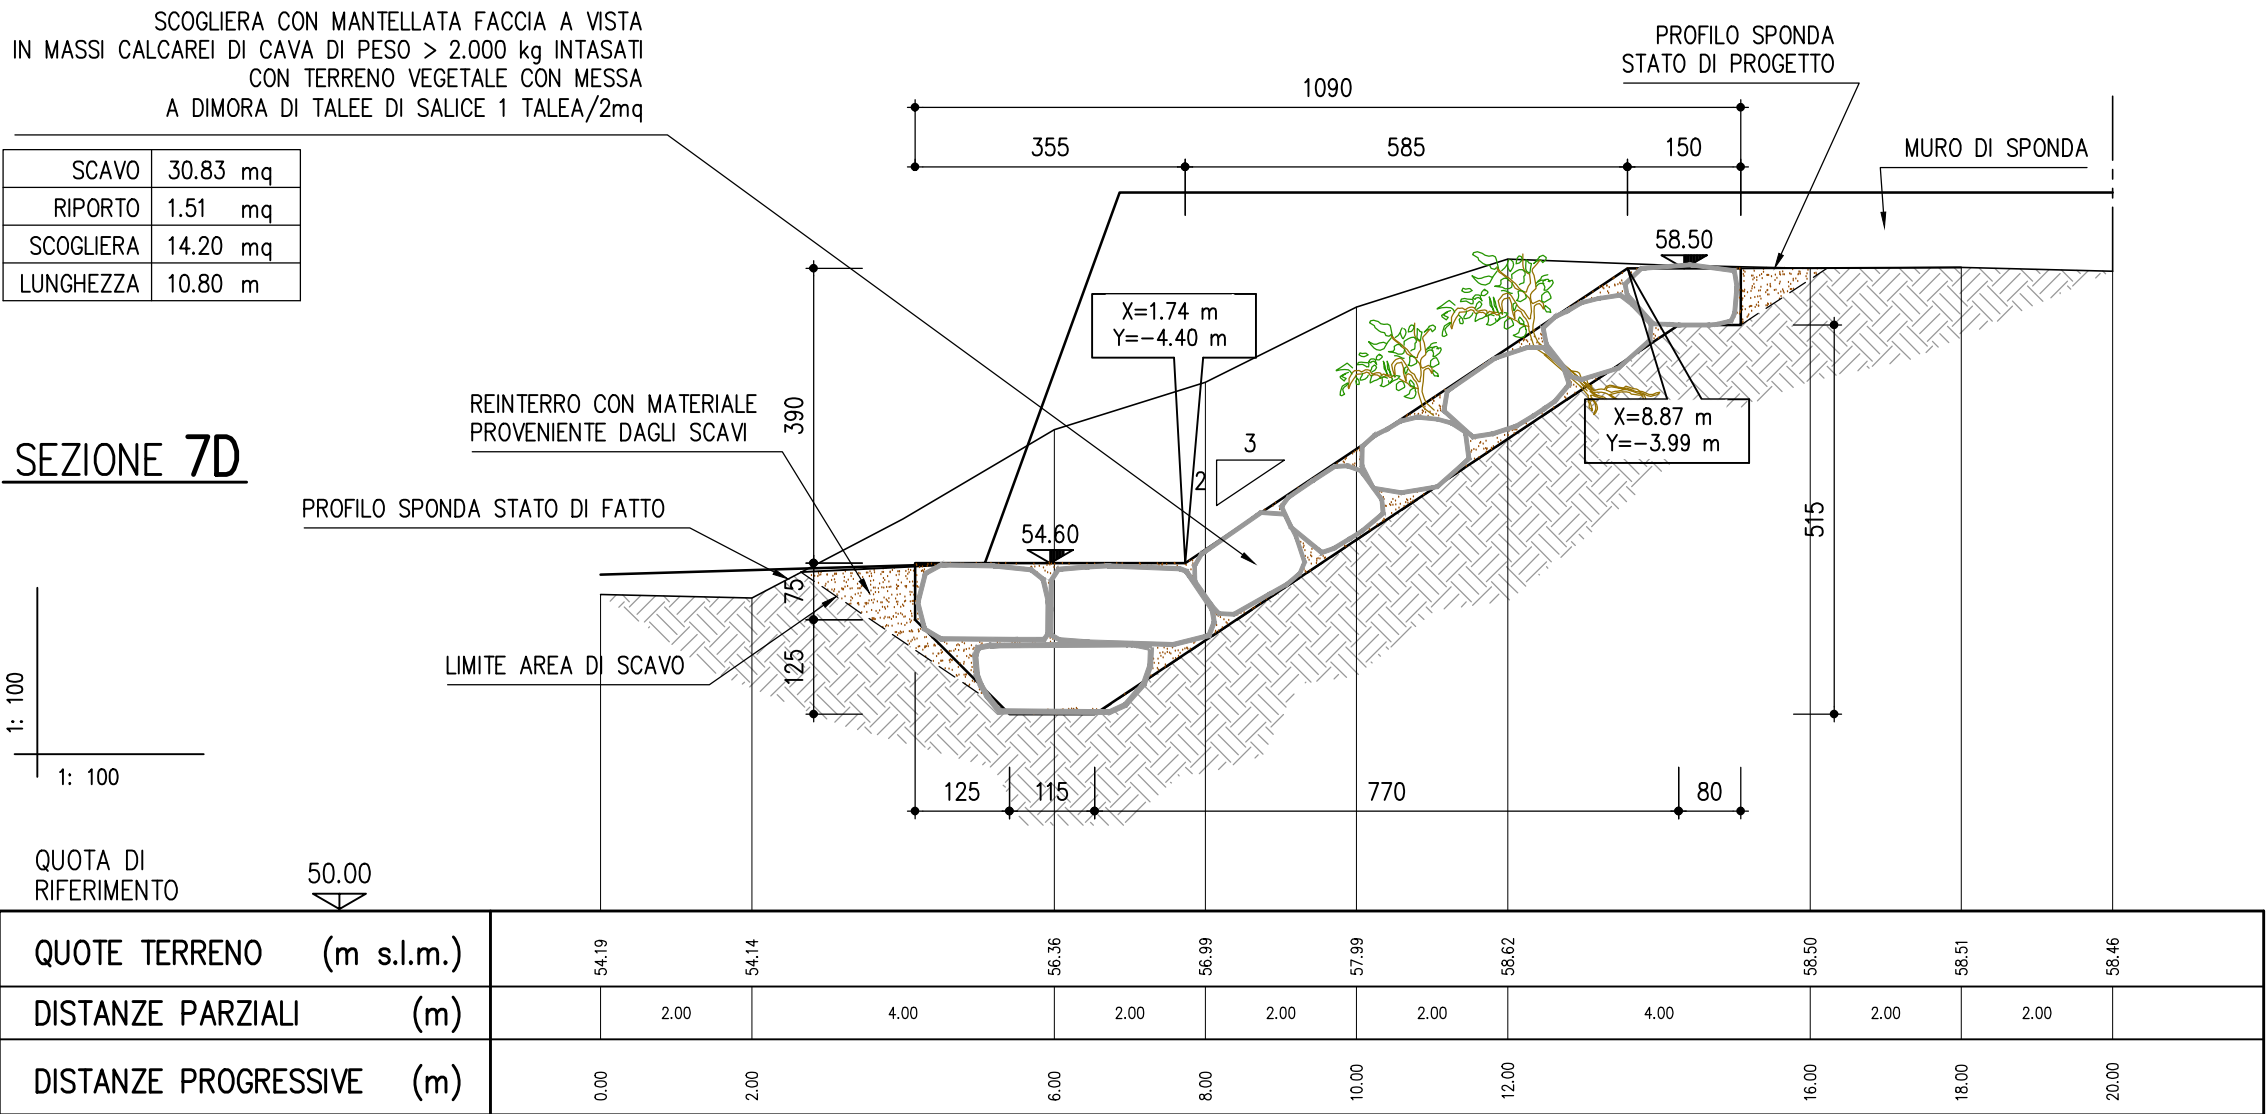 SCOGLIERA CON MANTELLATA FACCIA A VISTA
IN MASSI CALCAREI DI CAVA DI PESO > 2.000 kg INTASATI
CON TERRENO VEGETALE CON MESSA
A DIMORA DI TALEE DI SALICE 1 TALEA/2mq
PROFILO SPONDA
STATO DI PROGETTO
MURO DI SPONDA
1090
355 585 150
SCAVO 30.83 mq
RIPORTO 1.51 mq
SCOGLIERA 14.20 mq
LUNGHEZZA 10.80 m
58.50
X=1.74 m
Y=-4.40 m
390
REINTERRO CON MATERIALE
PROVENIENTE DAGLI SCAVI
X=8.87 m
Y=-3.99 m
SEZIONE 7D
3
2
PROFILO SPONDA STATO DI FATTO
54.60
515
75
LIMITE AREA DI SCAVO
125
1: 100
1: 100
125 115 770 80
QUOTA DI
RIFERIMENTO
50.00
QUOTE TERRENO (m s.l.m.) 54.19 54.14 56.36 56.99 57.99 58.62 58.50 58.51 58.46
DISTANZE PARZIALI (m) 2.00 4.00 2.00 2.00 2.00 4.00 2.00 2.00
DISTANZE PROGRESSIVE (m) 0.00 2.00 6.00 8.00 10.00 12.00 16.00 18.00 20.00